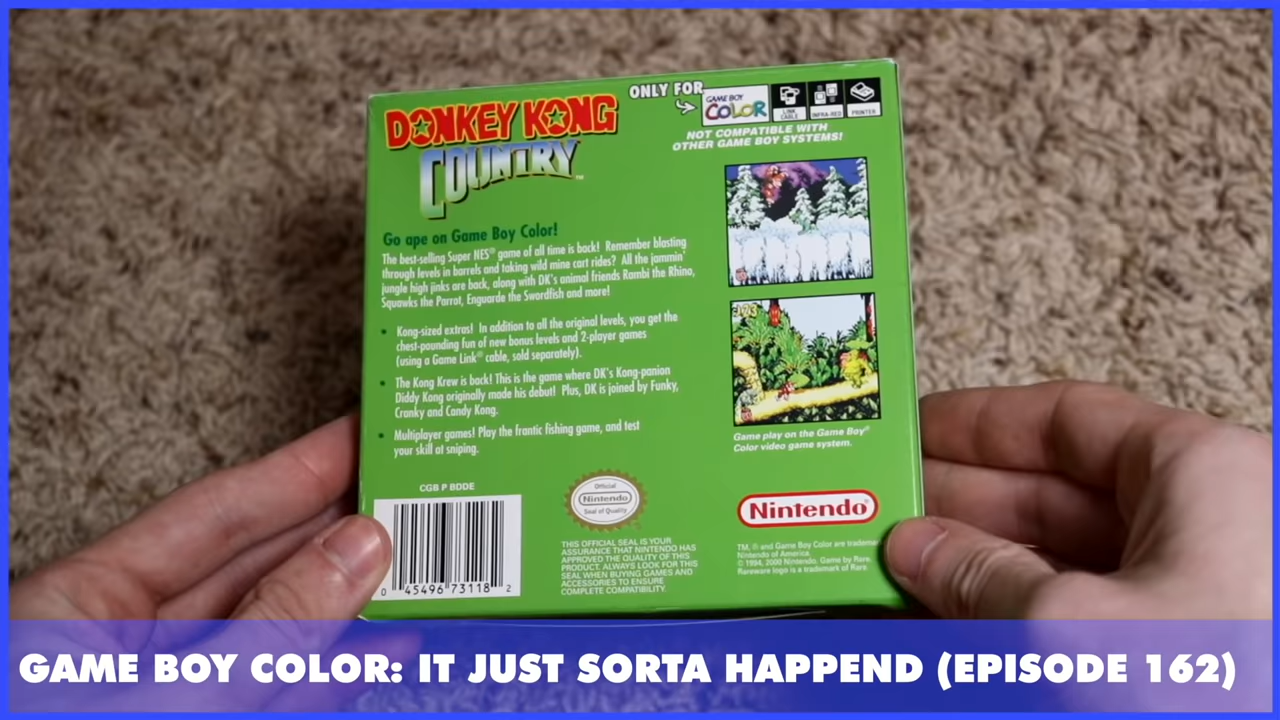 DONKEY KONG
COUNTRY
™
ONLY FOR
GAME BOY
COLOR
LINK
CABLE
INFRA-RED
PRINTER
NOT COMPATIBLE WITH
OTHER GAME BOY SYSTEMS!
Go ape on Game Boy Color!
The best-selling Super NES® game of all time is back! Remember blasting
through levels in barrels and taking wild mine cart rides? All the jammin'
jungle high jinks are back, along with DK's animal friends Rambi the Rhino,
Squawks the Parrot, Enguarde the Swordfish and more!
• Kong-sized extras! In addition to all the original levels, you get the
chest-pounding fun of new bonus levels and 2-player games
(using a Game Link® cable, sold separately).
• The Kong Krew is back! This is the game where DK's Kong-panion
Diddy Kong originally made his debut! Plus, DK is joined by Funky,
Cranky and Candy Kong.
• Multiplayer games! Play the frantic fishing game, and test
your skill at sniping.
Game play on the Game Boy®
Color video game system.
CGB P BDDE
0 45496 73118 2
Official
Nintendo
Seal of Quality
THIS OFFICIAL SEAL IS YOUR
ASSURANCE THAT NINTENDO HAS
APPROVED THE QUALITY OF THIS
PRODUCT. ALWAYS LOOK FOR THIS
SEAL WHEN BUYING GAMES AND
ACCESSORIES TO ENSURE
COMPLETE COMPATIBILITY.
Nintendo®
TM, ® and Game Boy Color are tradema
Nintendo of America.
© 1994, 2000 Nintendo. Game by Rare.
Rareware logo is a trademark of Rare
GAME BOY COLOR: IT JUST SORTA HAPPEND (EPISODE 162)